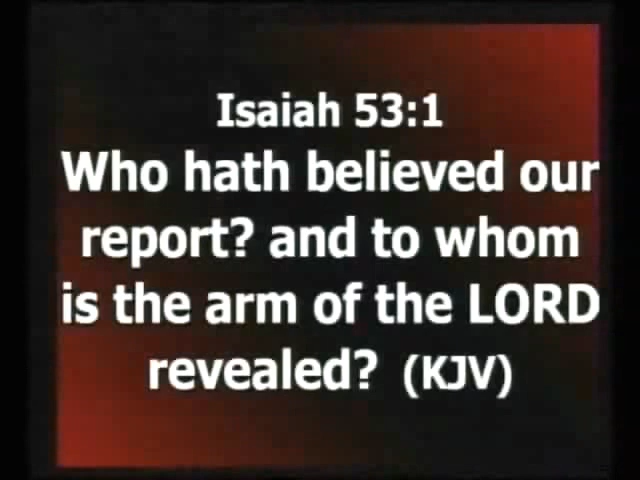 Isaiah 53:1
Who hath believed our
report? and to whom
is the arm of the LORD
revealed? (KJV)